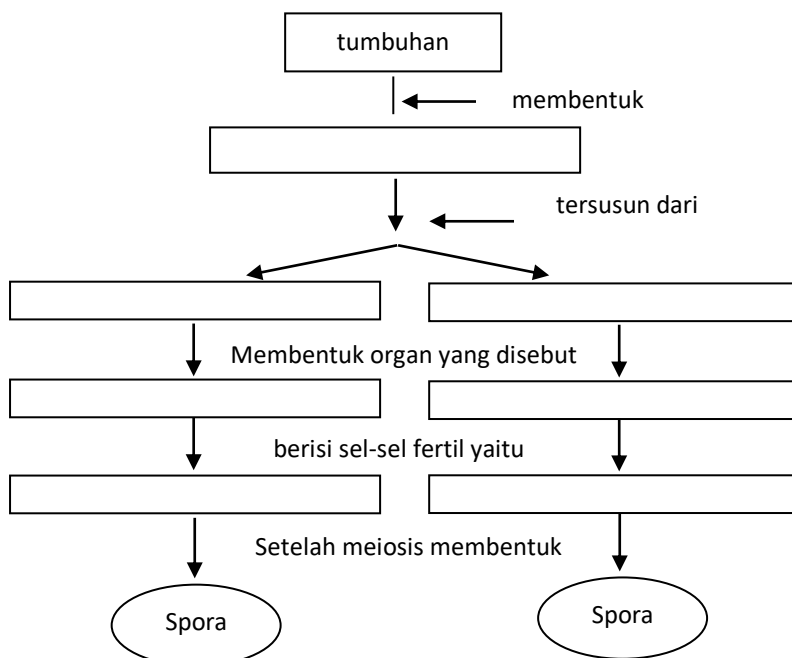 tumbuhan
membentuk
tersusun dari
Membentuk organ yang disebut
berisi sel-sel fertil yaitu
Setelah meiosis membentuk
Spora
Spora